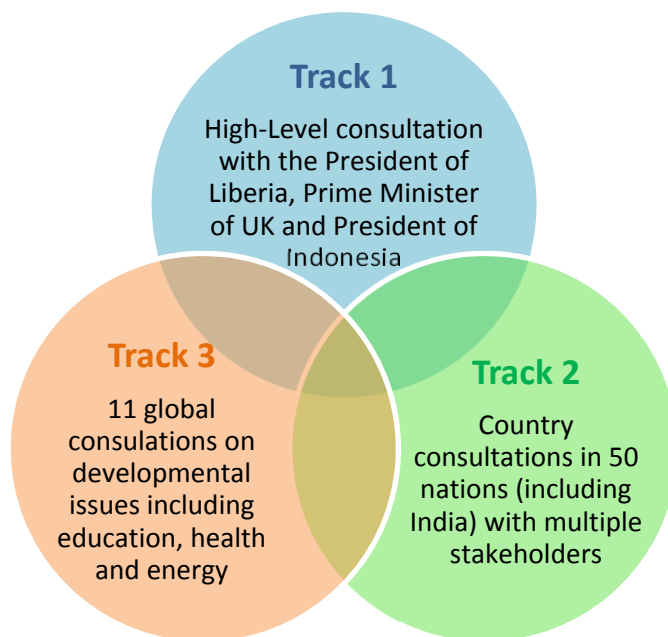 Track 1
High-Level consultation
with the President of
Liberia, Prime Minister
of UK and President of
Indonesia
Track 3
11 global
consulations on
developmental
issues including
education, health
and energy
Track 2
Country
consultations in 50
nations (including
India) with multiple
stakeholders